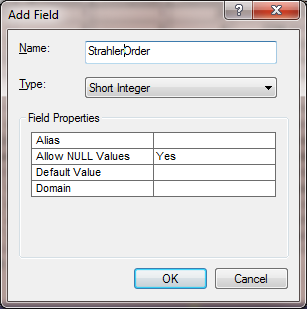 Add Field
Name: StrahlerOrder
Type: Short Integer
Field Properties
Alias
Allow NULL Values Yes
Default Value
Domain
OK Cancel